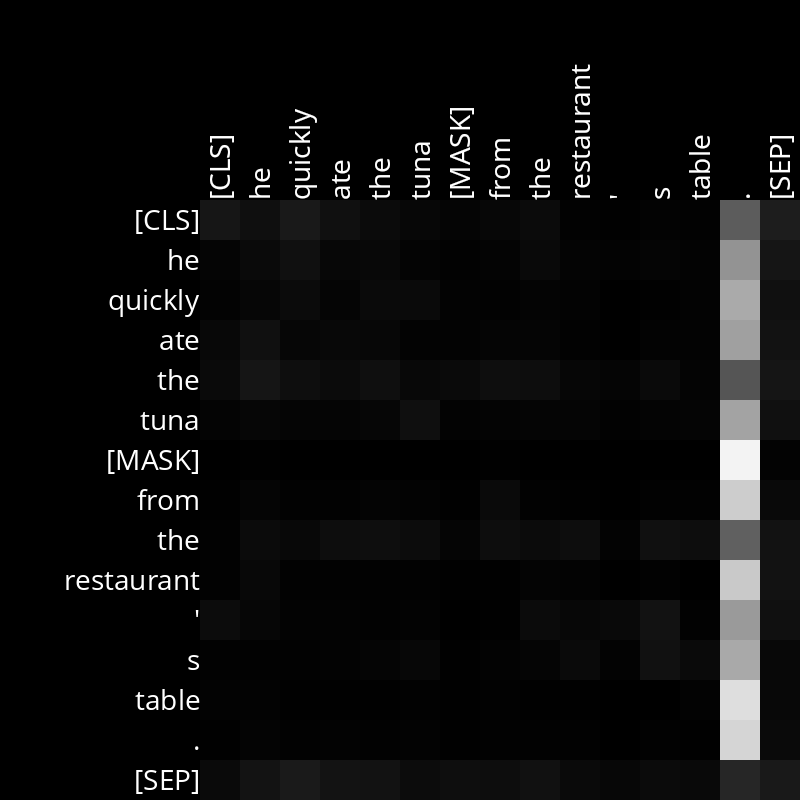 [CLS] he quickly ate the tuna [MASK] from the restaurant ' s table . [SEP]
[CLS]
he
quickly
ate
the
tuna
[MASK]
from
the
restaurant
'
s
table
.
[SEP]